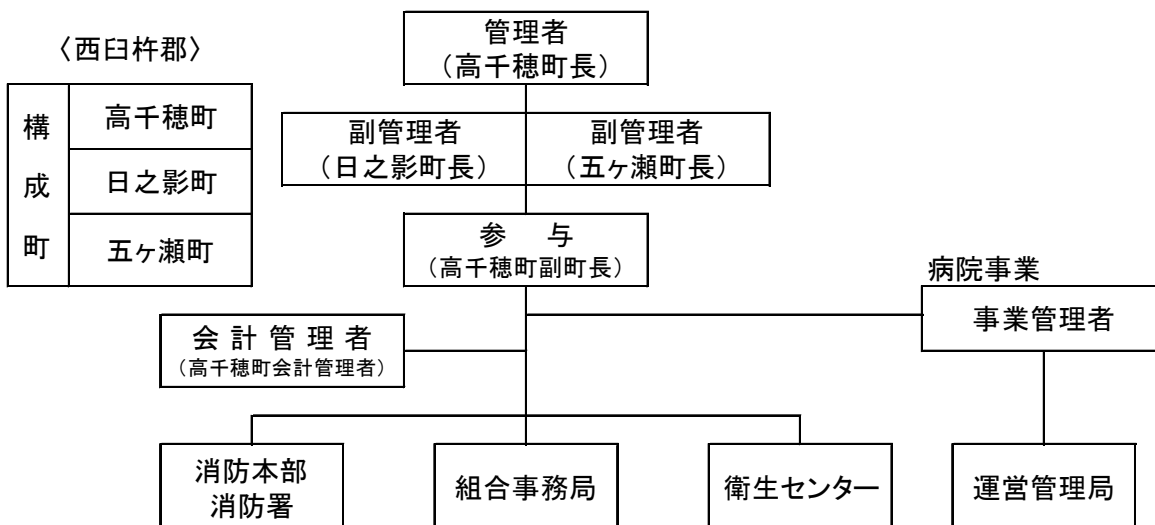 〈西臼杵郡〉
構成町
高千穂町
日之影町
五ヶ瀬町
管理者
（高千穂町長）
副管理者
（日之影町長）
副管理者
（五ヶ瀬町長）
参　与
（高千穂町副町長）
病院事業
事業管理者
会計管理者
（高千穂町会計管理者）
消防本部
消防署
組合事務局
衛生センター
運営管理局